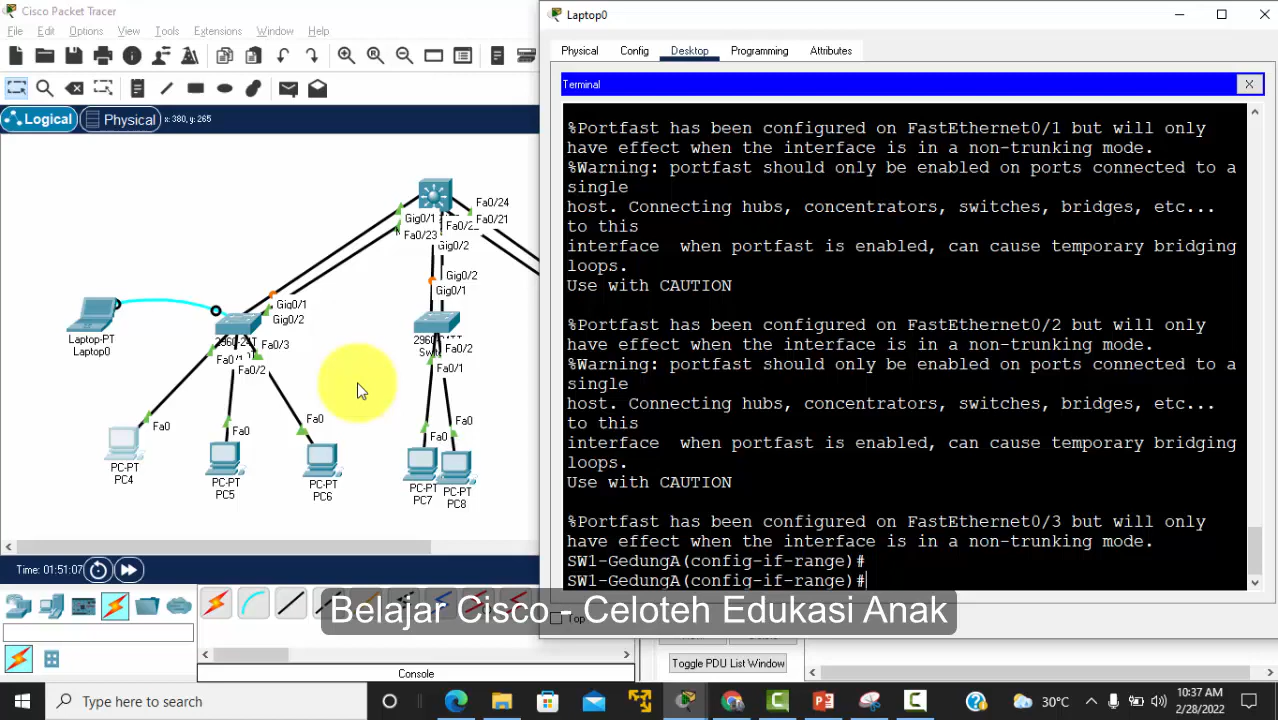 Cisco Packet Tracer
File Edit Options View Tools Extensions Window Help
Logical
Physical
x: 380, y: 265
Fa0/24
Gig0/1
Fa0/21
Fa0/23
Gig0/2
Gig0/2
Gig0/1
Gig0/1
Gig0/2
Laptop-PT
Laptop0
Fa0/3
Fa0/2
Fa0/2
Fa0/1
Fa0
Fa0
Fa0
Fa0
Fa0
PC-PT
PC4
PC-PT
PC5
PC-PT
PC6
PC-PT
PC7
PC-PT
PC8
Time: 01:51:07
Console
Laptop0
Physical Config Desktop Programming Attributes
Terminal
X
%Portfast has been configured on FastEthernet0/1 but will only
have effect when the interface is in a non-trunking mode.
%Warning: portfast should only be enabled on ports connected to a
single
host. Connecting hubs, concentrators, switches, bridges, etc...
to this
interface  when portfast is enabled, can cause temporary bridging
loops.
Use with CAUTION
%Portfast has been configured on FastEthernet0/2 but will only
have effect when the interface is in a non-trunking mode.
%Warning: portfast should only be enabled on ports connected to a
single
host. Connecting hubs, concentrators, switches, bridges, etc...
to this
interface  when portfast is enabled, can cause temporary bridging
loops.
Use with CAUTION
%Portfast has been configured on FastEthernet0/3 but will only
have effect when the interface is in a non-trunking mode.
SW1-GedungA(config-if-range)#
SW1-GedungA(config-if-range)#
Top
Belajar Cisco - Celoteh Edukasi Anak
Toggle PDU List Window
Type here to search
30°C
10:37 AM
2/28/2022